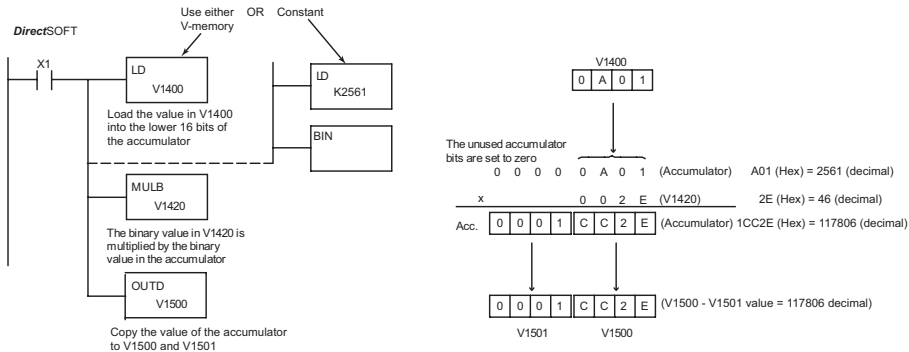 Use either OR Constant
V-memory
DirectSOFT
X1
LD
V1400
LD
K2561
Load the value in V1400
into the lower 16 bits of
the accumulator
BIN
MULB
V1420
The binary value in V1420 is
multiplied by the binary
value in the accumulator
OUTD
V1500
Copy the value of the accumulator
to V1500 and V1501
V1400
0 A 0 1
The unused accumulator
bits are set to zero
0 0 0 0 0 A 0 1 (Accumulator) A01 (Hex) = 2561 (decimal)
x 0 0 2 E (V1420) 2E (Hex) = 46 (decimal)
Acc. 0 0 0 1 C C 2 E (Accumulator) 1CC2E (Hex) = 117806 (decimal)
0 0 0 1 C C 2 E (V1500 - V1501 value = 117806 decimal)
V1501 V1500